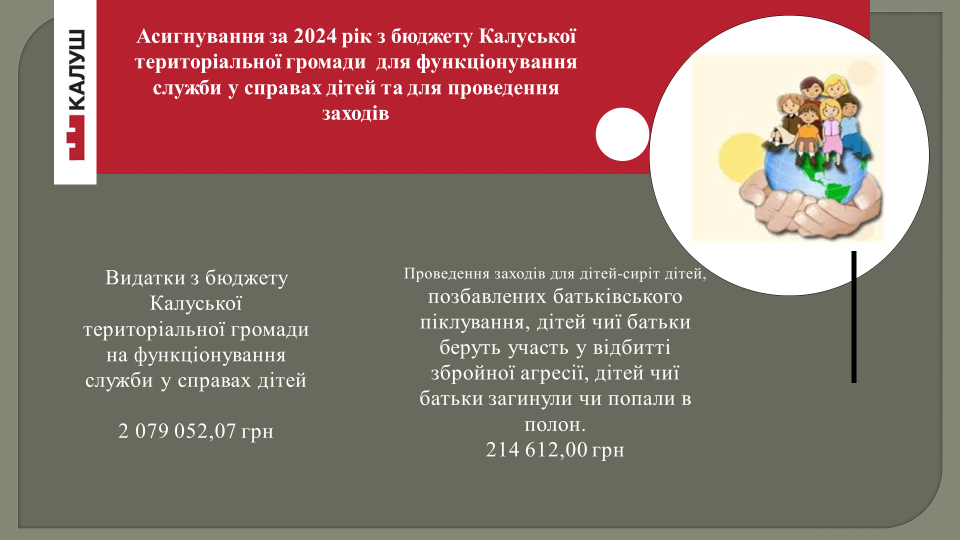 КАЛУШ
Асигнування за 2024 рік з бюджету Калуської
територіальної громади для функціонування
служби у справах дітей та для проведення
заходів
Видатки з бюджету
Калуської
територіальної громади
на функціонування
служби у справах дітей
2 079 052,07 грн
Проведення заходів для дітей-сиріт дітей,
позбавлених батьківського
піклування, дітей чиї батьки
беруть участь у відбитті
збройної агресії, дітей чиї
батьки загинули чи попали в
полон.
214 612,00 грн